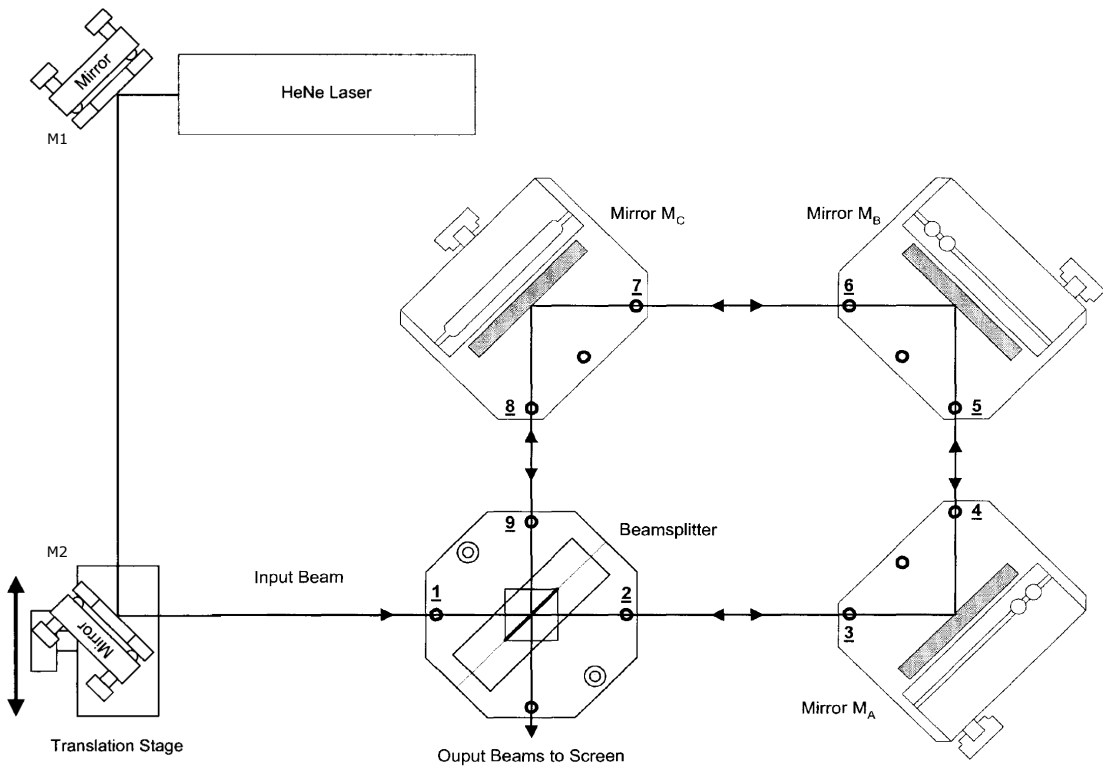 Mirror
HeNe Laser
M1
Mirror M_C
Mirror M_B
7
6
8
5
9
4
Beamsplitter
M2
Input Beam
1
2
3
Mirror
Mirror M_A
Translation Stage
Ouput Beams to Screen